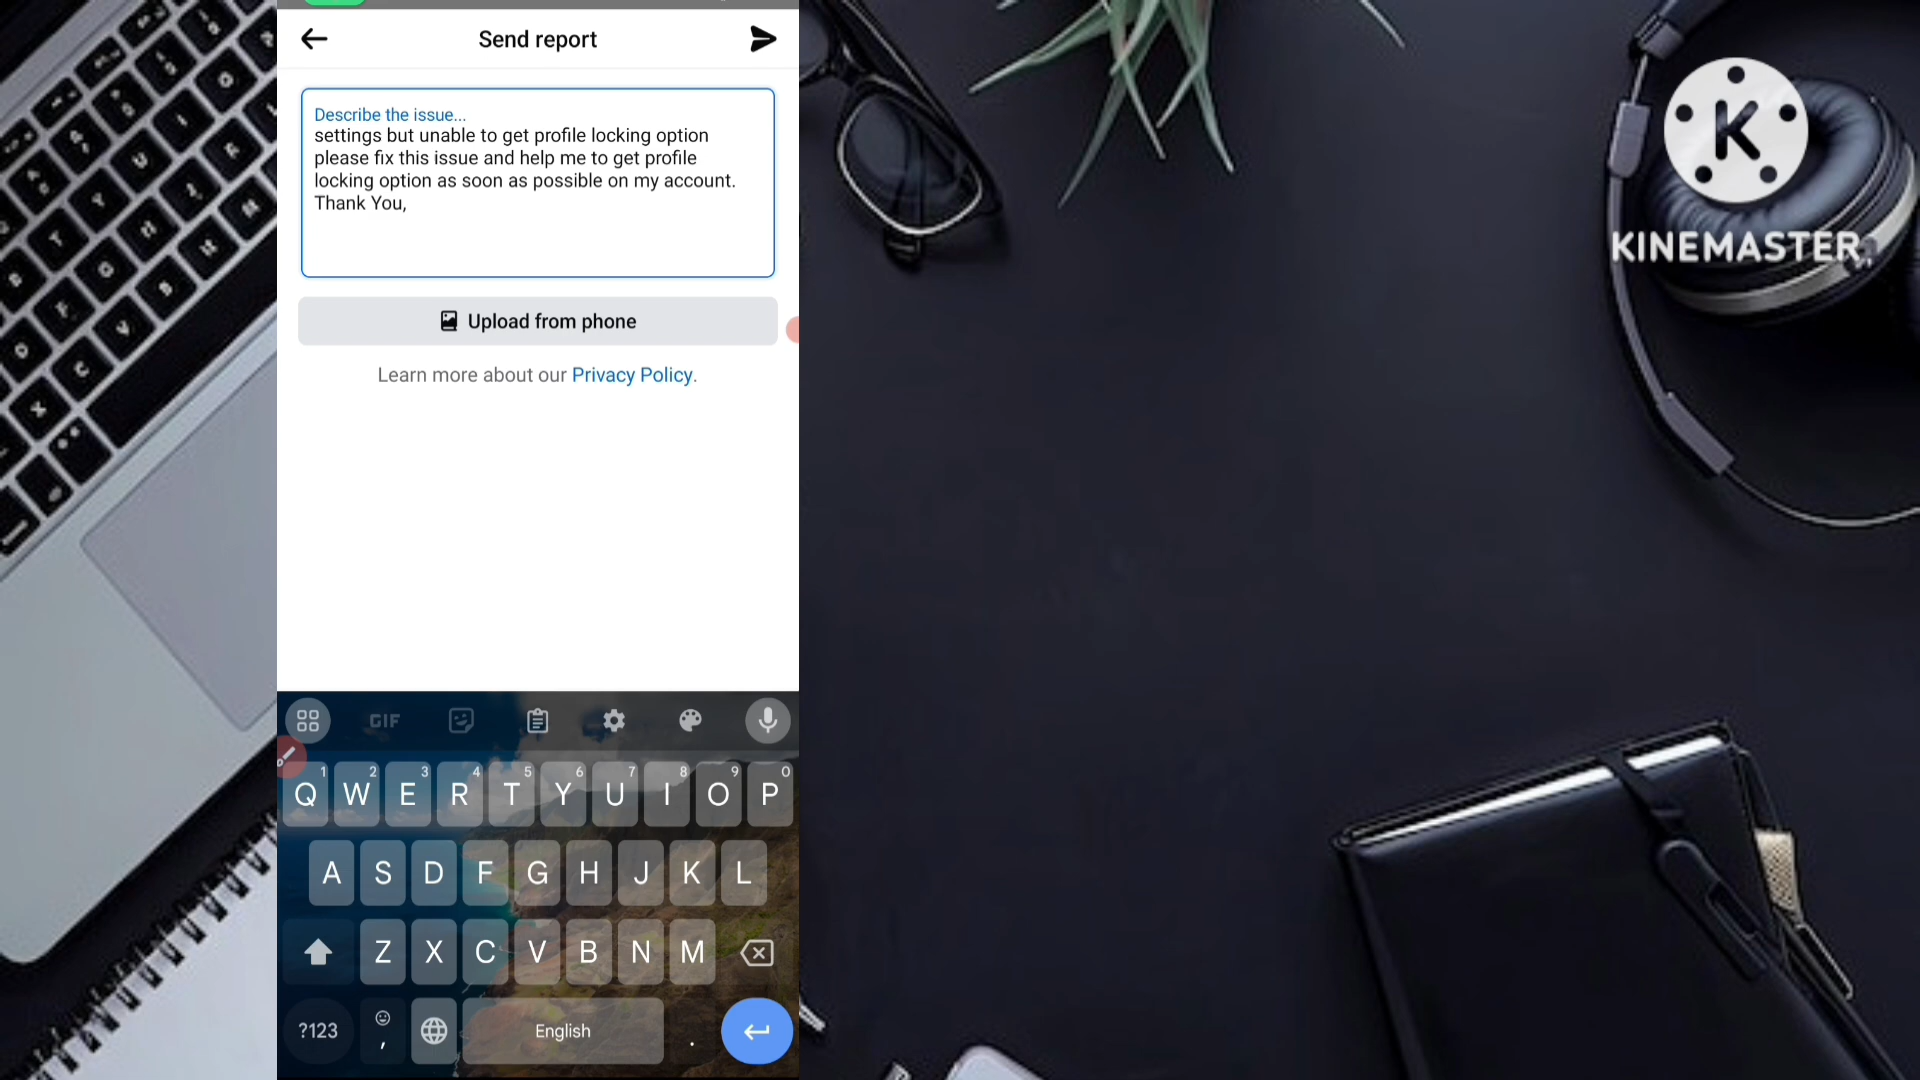 Send report
Describe the issue...
settings but unable to get profile locking option
please fix this issue and help me to get profile
locking option as soon as possible on my account.
Thank You,
Upload from phone
Learn more about our Privacy Policy.
K
KINEMASTER
GIF
1 2 3 4 5 6 7 8 9 0
Q W E R T Y U I O P
A S D F G H J K L
Z X C V B N M
?123 , English .